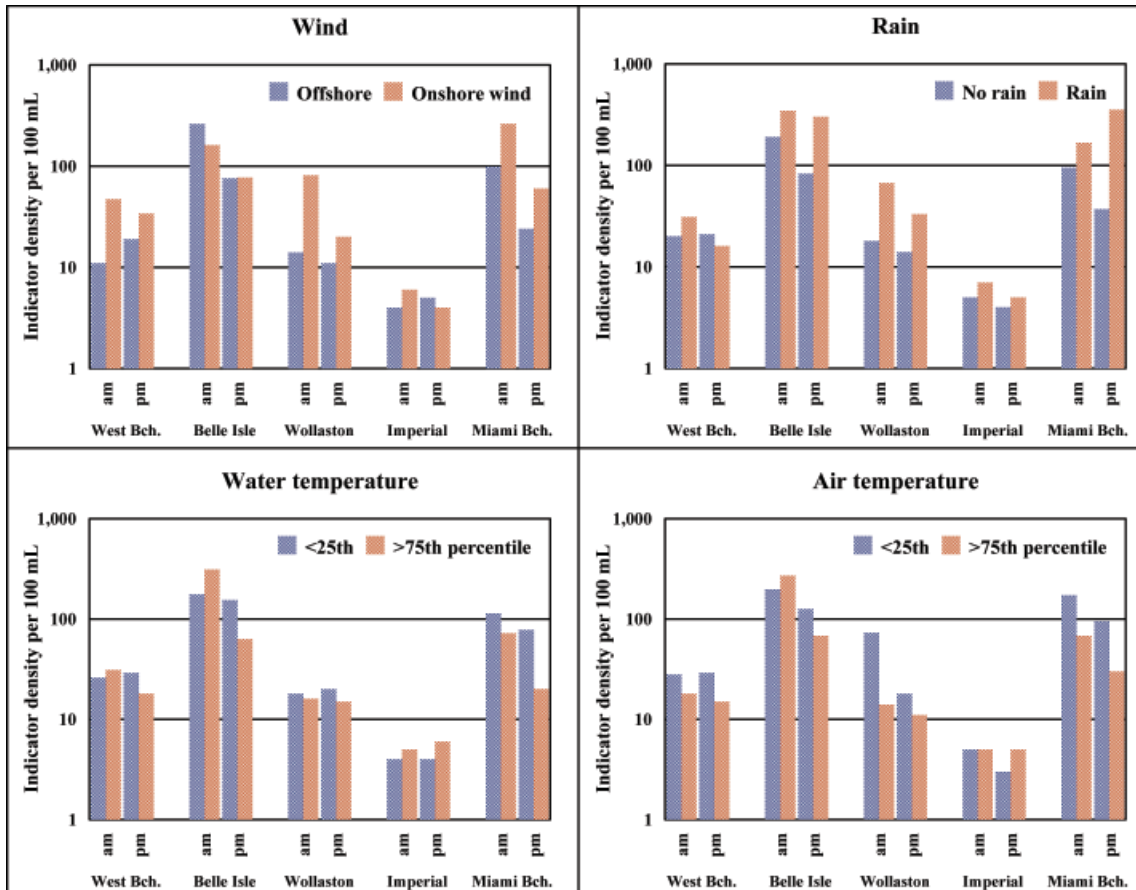 Wind
Indicator density per 100 mL
1,000
100
10
1
Offshore Onshore wind
am pm am pm am pm am pm am pm
West Bch. Belle Isle Wollaston Imperial Miami Bch.
Rain
Indicator density per 100 mL
1,000
100
10
1
No rain Rain
am pm am pm am pm am pm am pm
West Bch. Belle Isle Wollaston Imperial Miami Bch.
Water temperature
Indicator density per 100 mL
1,000
100
10
1
<25th >75th percentile
am pm am pm am pm am pm am pm
West Bch. Belle Isle Wollaston Imperial Miami Bch.
Air temperature
Indicator density per 100 mL
1,000
100
10
1
<25th >75th percentile
am pm am pm am pm am pm am pm
West Bch. Belle Isle Wollaston Imperial Miami Bch.